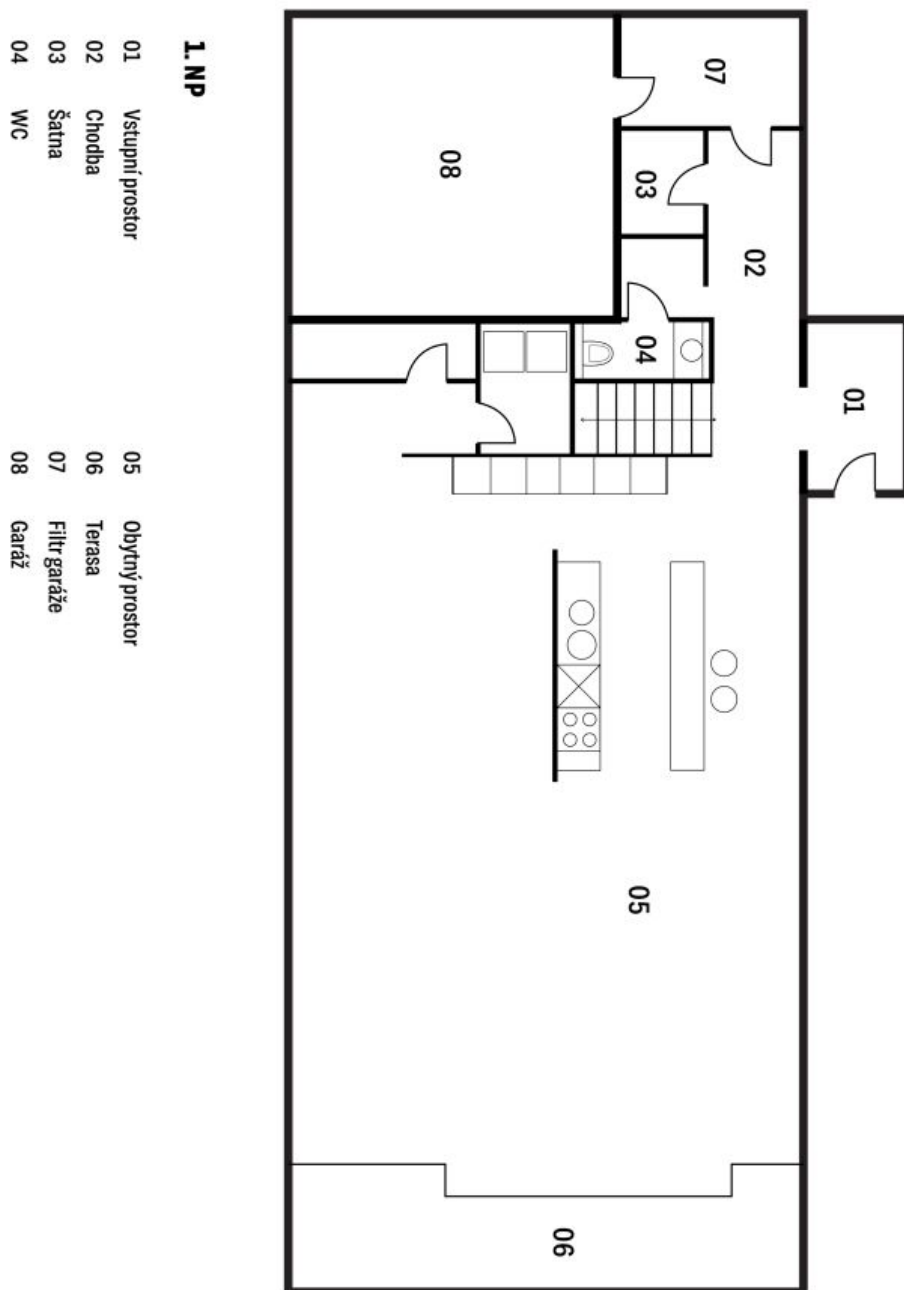 01
07
02
03
04
05
06
08
1. NP
01 Vstupní prostor
02 Chodba
03 Šatna
04 WC
05 Obytný prostor
06 Terasa
07 Filtr garáže
08 Garáž